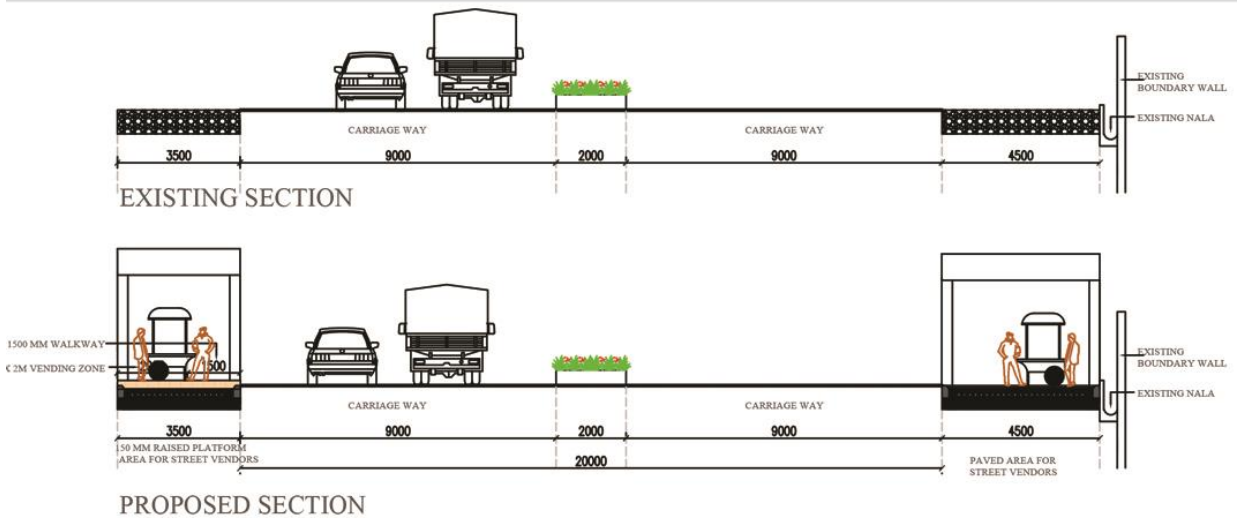 EXISTING
BOUNDARY WALL
EXISTING NALA
CARRIAGE WAY
CARRIAGE WAY
3500
9000
2000
9000
4500
EXISTING SECTION
1500 MM WALKWAY
2M VENDING ZONE
EXISTING
BOUNDARY WALL
EXISTING NALA
CARRIAGE WAY
CARRIAGE WAY
3500
9000
2000
9000
4500
50 MM RAISED PLATFORM
AREA FOR STREET VENDORS
20000
PAVED AREA FOR
STREET VENDORS
PROPOSED SECTION